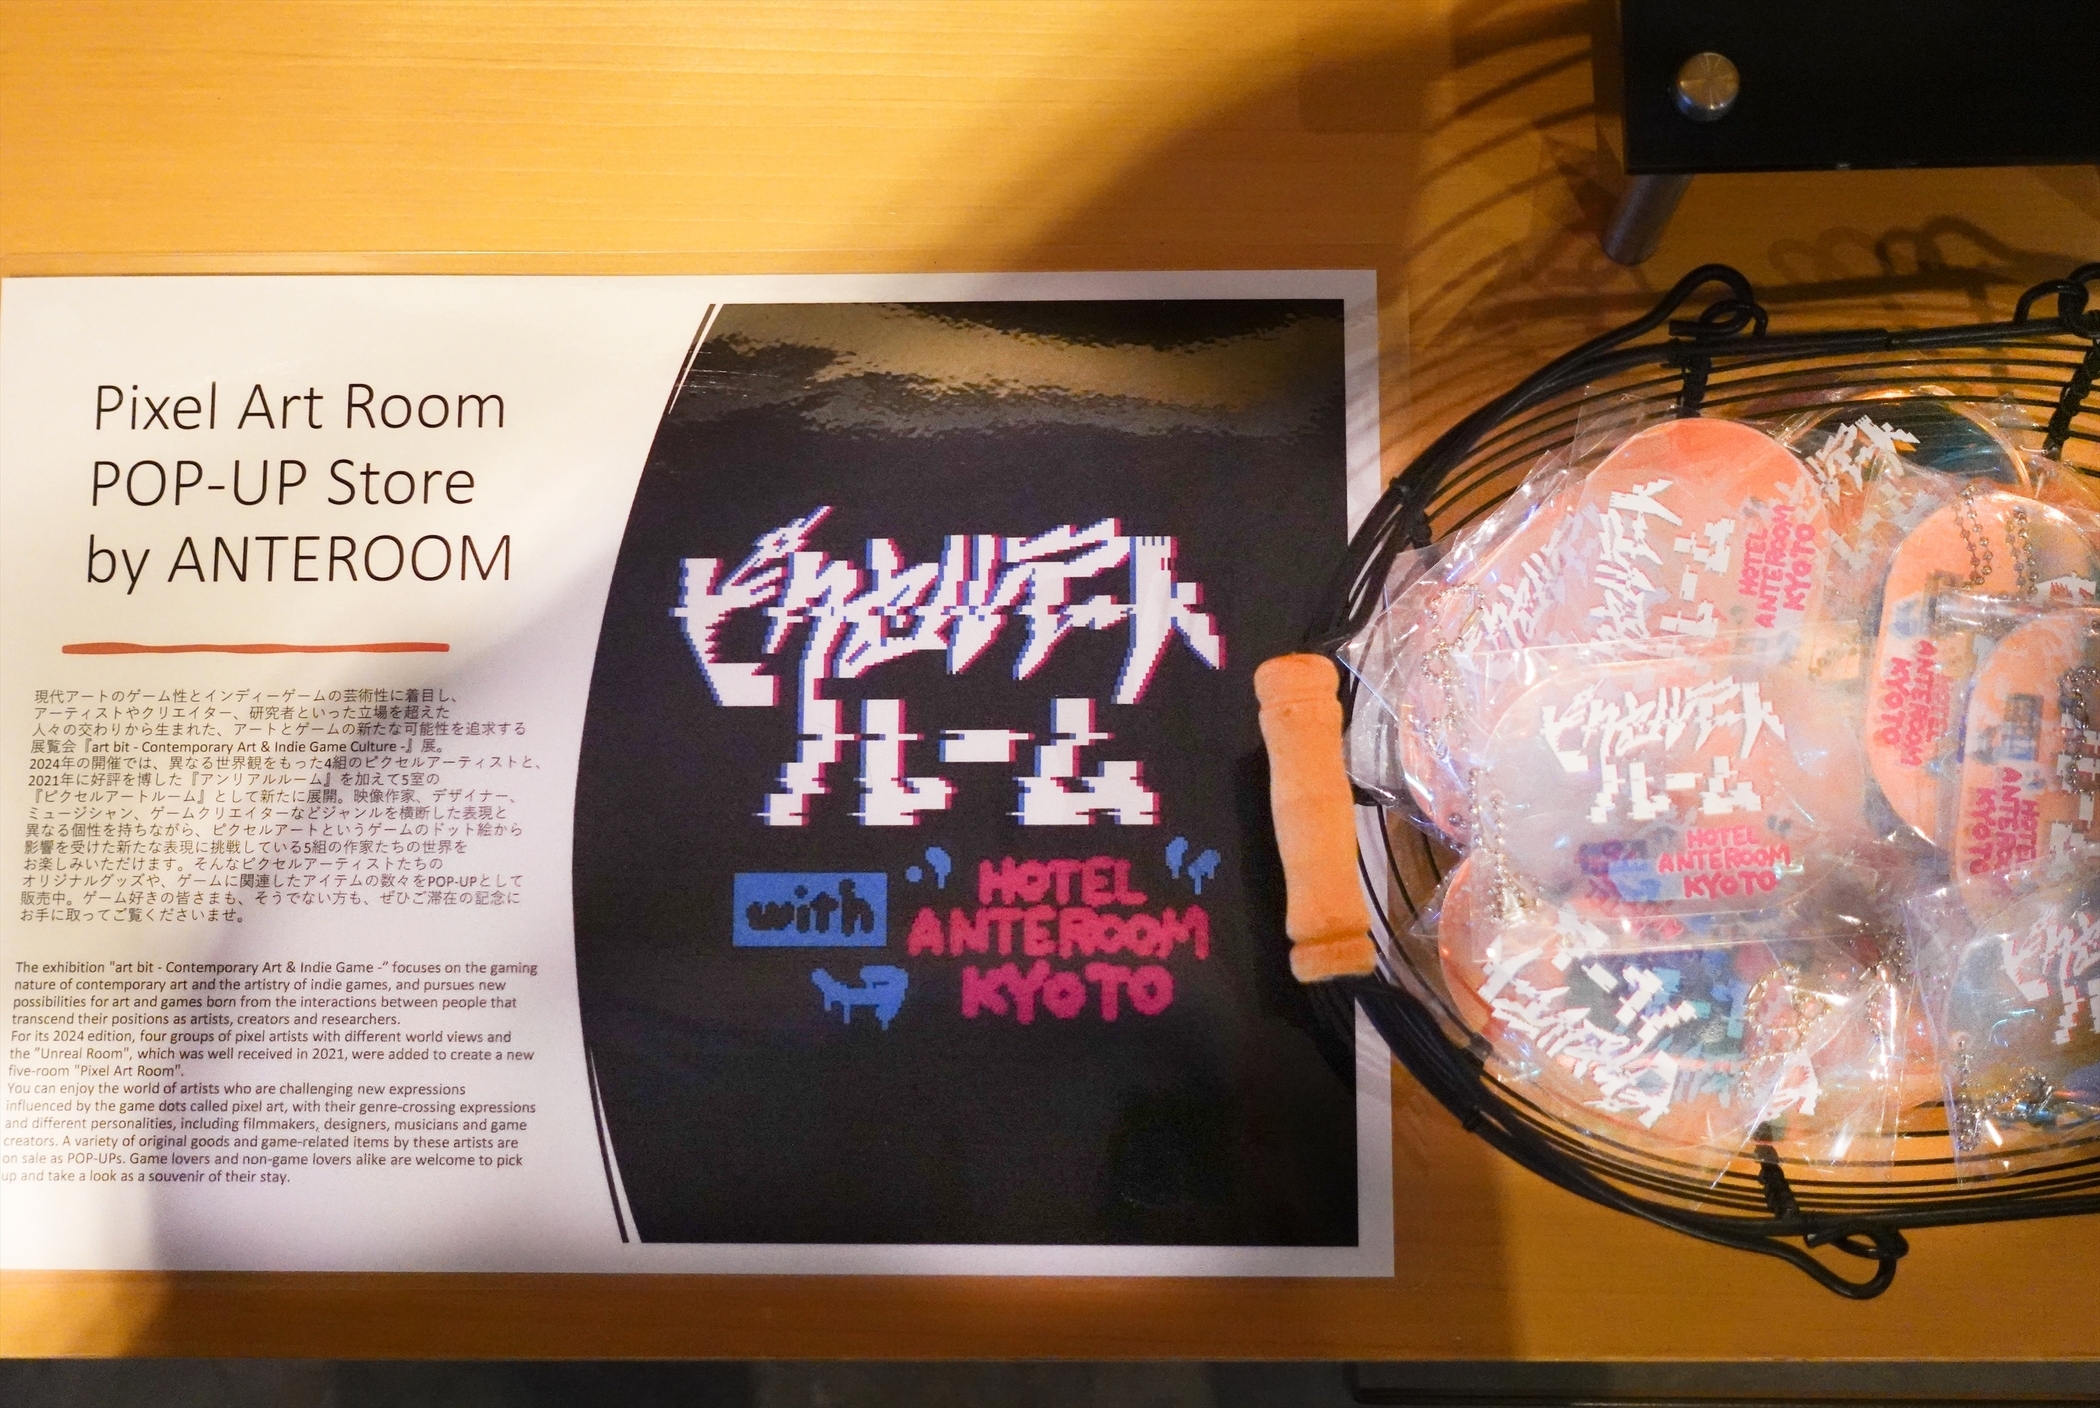 Pixel Art Room
POP-UP Store
by ANTEROOM
現代アートのゲーム性とインディーゲームの芸術性に着目し、
アーティストやクリエイター、研究者といった立場を超えた
人々の交わりから生まれた、アートとゲームの新たな可能性を追求する
展覧会『art bit - Contemporary Art & Indie Game Culture -』展。
2024年の開催では、異なる世界観をもった4組のピクセルアーティストと、
2021年に好評を博した『アンリアルルーム』を加えて5室の
『ピクセルアートルーム』として新たに展開。映像作家、デザイナー、
ミュージシャン、ゲームクリエイターなどジャンルを横断した表現と
異なる個性を持ちながら、ピクセルアートというゲームのドット絵から
影響を受けた新たな表現に挑戦している5組の作家たちの世界を
お楽しみいただけます。そんなピクセルアーティストたちの
オリジナルグッズや、ゲームに関連したアイテムの数々をPOP-UPとして
販売中。ゲーム好きの皆さまも、そうでない方も、ぜひご滞在の記念に
お手に取ってご覧くださいませ。
The exhibition "art bit - Contemporary Art & Indie Game -" focuses on the gaming
nature of contemporary art and the artistry of indie games, and pursues new
possibilities for art and games born from the interactions between people that
transcend their positions as artists, creators and researchers.
For its 2024 edition, four groups of pixel artists with different world views and
the "Unreal Room", which was well received in 2021, were added to create a new
five-room "Pixel Art Room".
You can enjoy the world of artists who are challenging new expressions
influenced by the game dots called pixel art, with their genre-crossing expressions
and different personalities, including filmmakers, designers, musicians and game
creators. A variety of original goods and game-related items by these artists are
on sale as POP-UPs. Game lovers and non-game lovers alike are welcome to pick
up and take a look as a souvenir of their stay.
ピクセルアート
ルーム
with
HOTEL
ANTEROOM
KYOTO
ピクセルアート
ルーム
HOTEL
ANTEROOM
KYOTO
ピクセルアート
ルーム
HOTEL
ANTEROOM
KYOTO
HOTEL
ANTEROOM
KYOTO
HOTEL
ANTEROOM
KYOTO